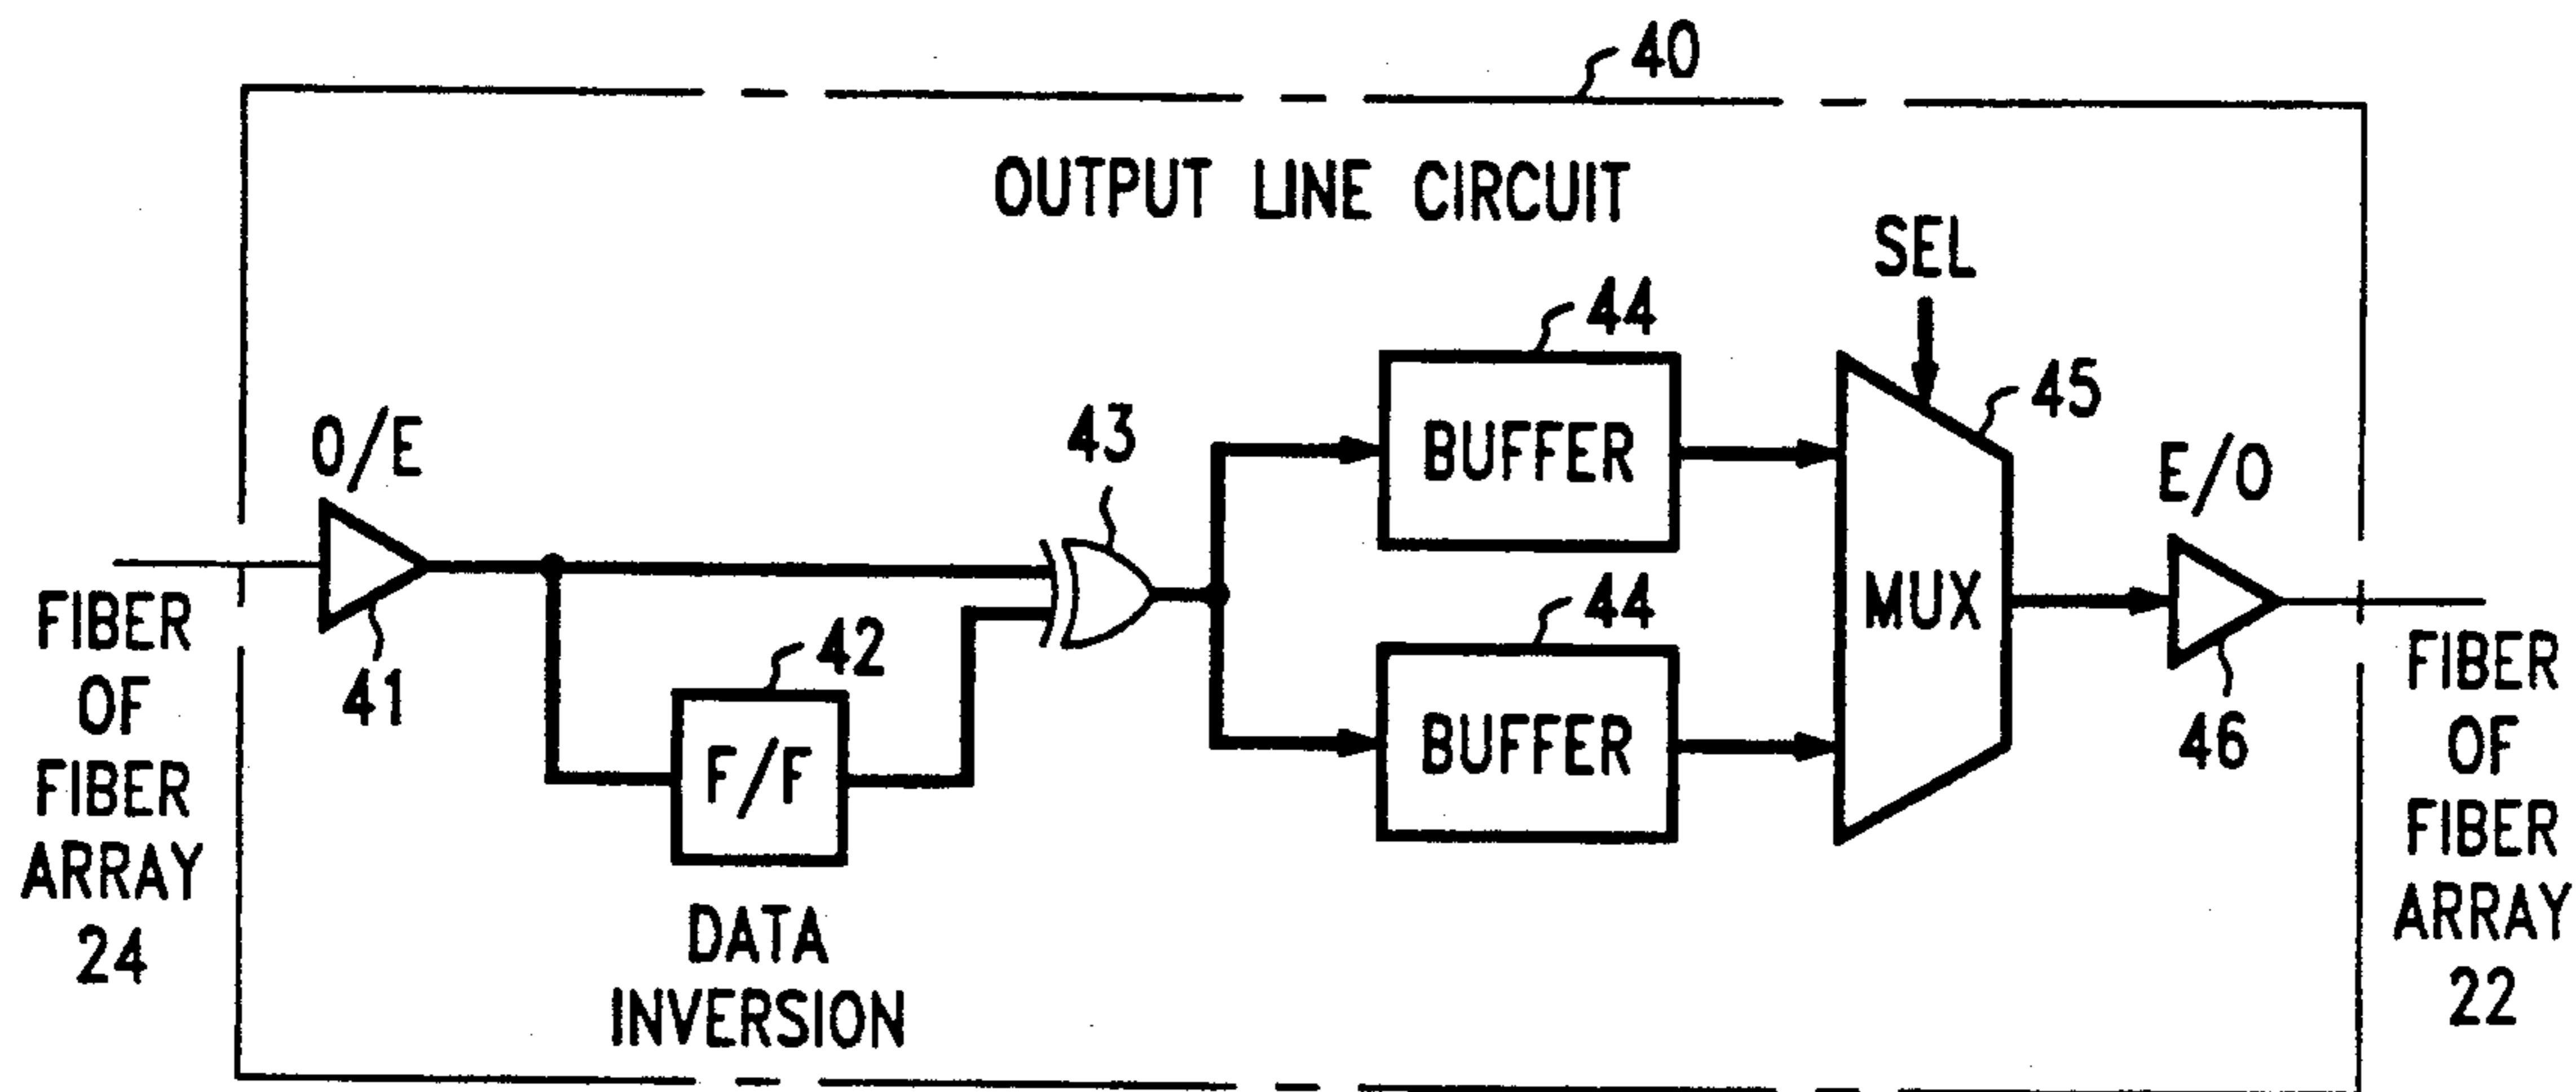 40
OUTPUT LINE CIRCUIT
SEL
44
45
O/E
43
BUFFER
E/O
FIBER
OF
FIBER
ARRAY
24
41
42
F/F
DATA
INVERSION
44
BUFFER
MUX
46
FIBER
OF
FIBER
ARRAY
22